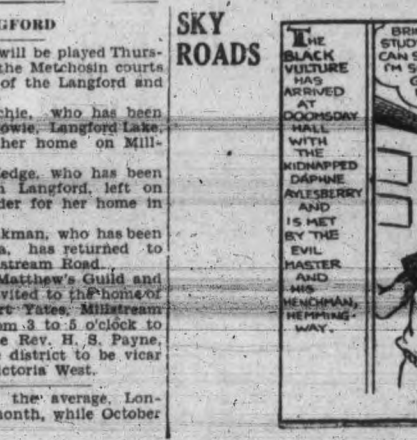 GFORD
will be played Thurs-
the Metchosin courts
of the Langford and
chie, who has been
owie, Langford Lake,
her home on Mill-
edge, who has been
n Langford, left on
der for her home in
kman, who has been
a, has returned to
stream Road.
Matthew's Guild and
vited to the home of
rt Yates, Millstream
om 3 to 5 o'clock to
e Rev. H. S. Payne,
e district to be vicar
ictoria West.
the average, Lon-
month, while October
SKY
ROADS
THE
BLACK
VULTURE
HAS
ARRIVED
AT
DOOMSDAY
HALL
WITH
THE
KIDNAPPED
DAPHNE
AYLESBERRY
AND
IS MET
BY THE
EVIL
MASTER
AND
HIS
HENCHMAN,
HEMMING-
WAY.
BRI
STUD
CAN S
I'M S